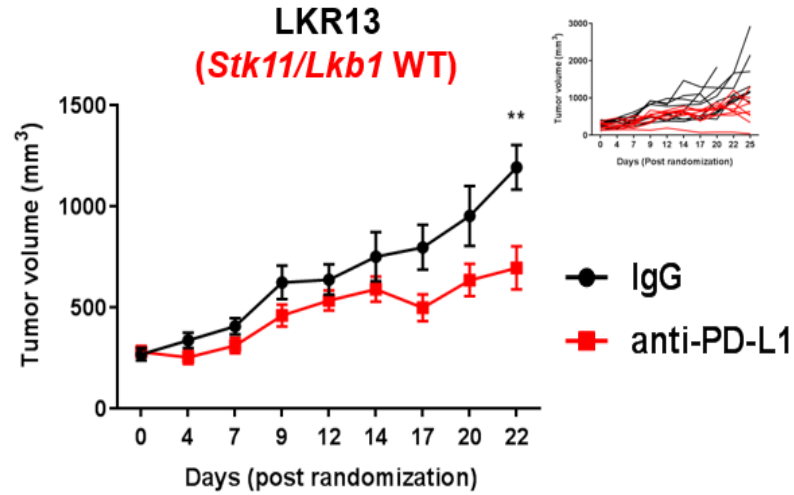 LKR13
(Stk11/Lkb1 WT)
Tumor volume (mm³)
1500
1000
500
0
**
0 4 7 9 12 14 17 20 22
Days (post randomization)
Tumor volume (mm³)
3000
2000
1000
0
0 4 7 9 12 14 17 20 22 25
Days (Post randomization)
IgG
anti-PD-L1